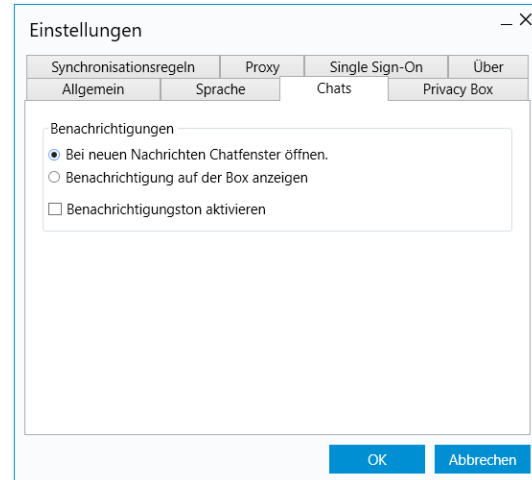 Einstellungen
Synchronisationsregeln Proxy Single Sign-On Über
Allgemein Sprache Chats Privacy Box
Benachrichtigungen
Bei neuen Nachrichten Chatfenster öffnen.
Benachrichtigung auf der Box anzeigen
Benachrichtigungston aktivieren
OK Abbrechen